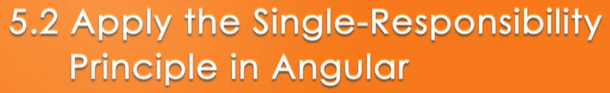 5.2 Apply the Single-Responsibility
Principle in Angular